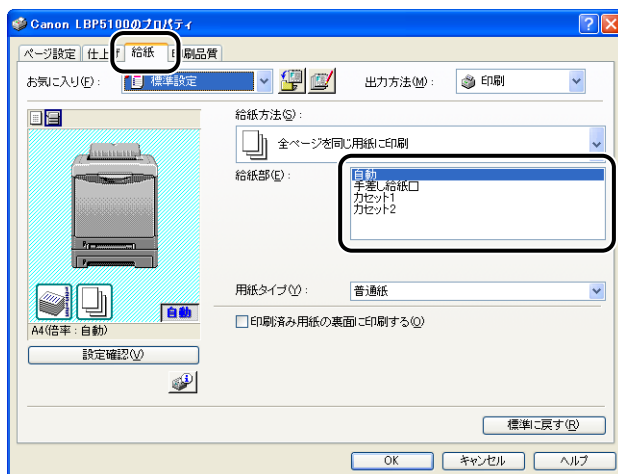 Canon LBP5100のプロパティ
ページ設定 仕上げ 給紙 印刷品質
お気に入り(F): 標準設定 出力方法(M): 印刷
給紙方法(S):
全ページを同じ用紙に印刷
給紙部(E):
自動
手差し給紙口
カセット1
カセット2
自動
A4(倍率:自動)
用紙タイプ(Y): 普通紙
印刷済み用紙の裏面に印刷する(O)
設定確認(V)
標準に戻す(R)
OK キャンセル ヘルプ